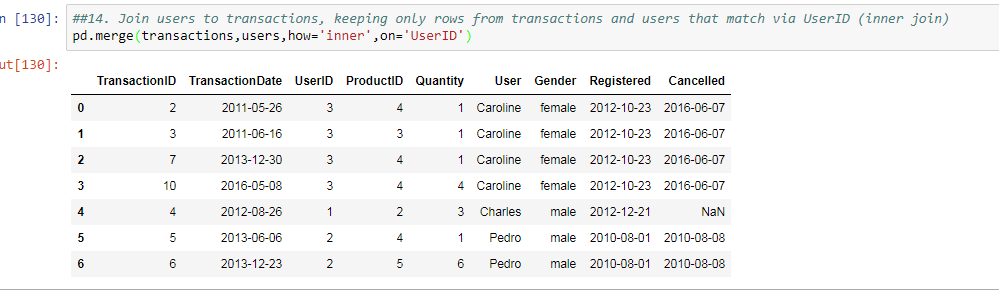 n [130]: ##14. Join users to transactions, keeping only rows from transactions and users that match via UserID (inner join)
pd.merge(transactions,users,how='inner',on='UserID')
ut[130]:
TransactionID TransactionDate UserID ProductID Quantity User Gender Registered Cancelled
0 2 2011-05-26 3 4 1 Caroline female 2012-10-23 2016-06-07
1 3 2011-06-16 3 3 1 Caroline female 2012-10-23 2016-06-07
2 7 2013-12-30 3 4 1 Caroline female 2012-10-23 2016-06-07
3 10 2016-05-08 3 4 4 Caroline female 2012-10-23 2016-06-07
4 4 2012-08-26 1 2 3 Charles male 2012-12-21 NaN
5 5 2013-06-06 2 4 1 Pedro male 2010-08-01 2010-08-08
6 6 2013-12-23 2 5 6 Pedro male 2010-08-01 2010-08-08